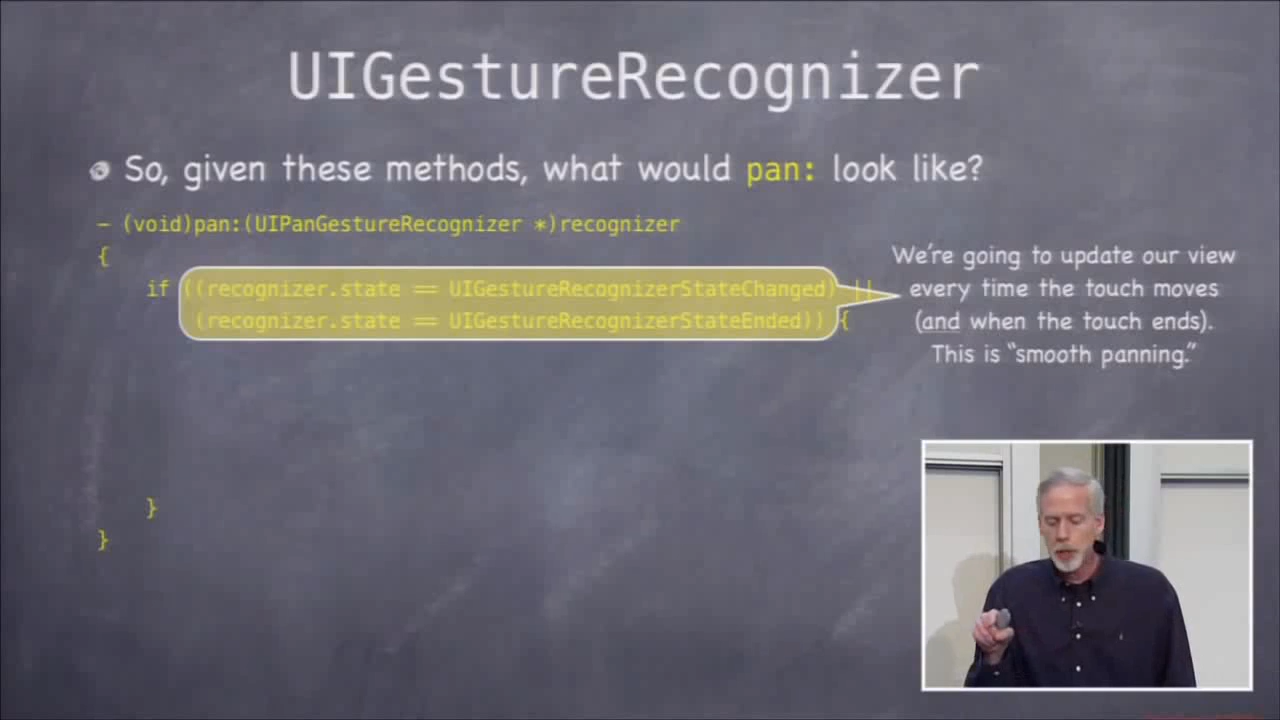 UIGestureRecognizer
So, given these methods, what would pan: look like?
- (void)pan:(UIPanGestureRecognizer *)recognizer
{
if ((recognizer.state == UIGestureRecognizerStateChanged) ||
(recognizer.state == UIGestureRecognizerStateEnded)) {
}
}
We're going to update our view
every time the touch moves
(and when the touch ends).
This is “smooth panning.”